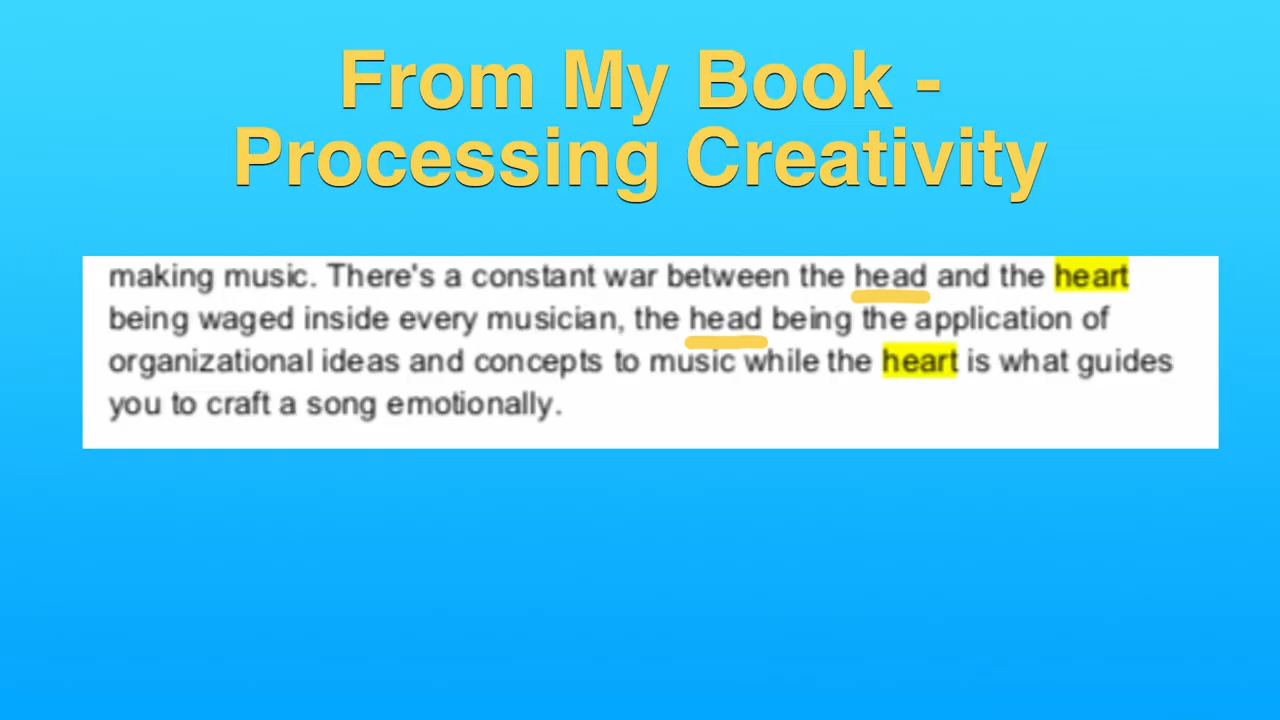 From My Book -
Processing Creativity
making music. There's a constant war between the head and the heart
being waged inside every musician, the head being the application of
organizational ideas and concepts to music while the heart is what guides
you to craft a song emotionally.